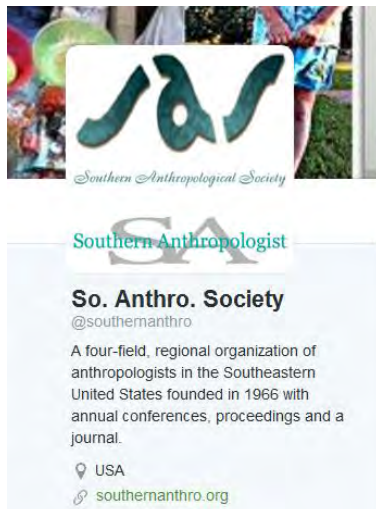 sas
Southern Anthropological Society
SA
Southern Anthropologist
So. Anthro. Society
@southernanthro
A four-field, regional organization of
anthropologists in the Southeastern
United States founded in 1966 with
annual conferences, proceedings and a
journal.
USA
southernanthro.org